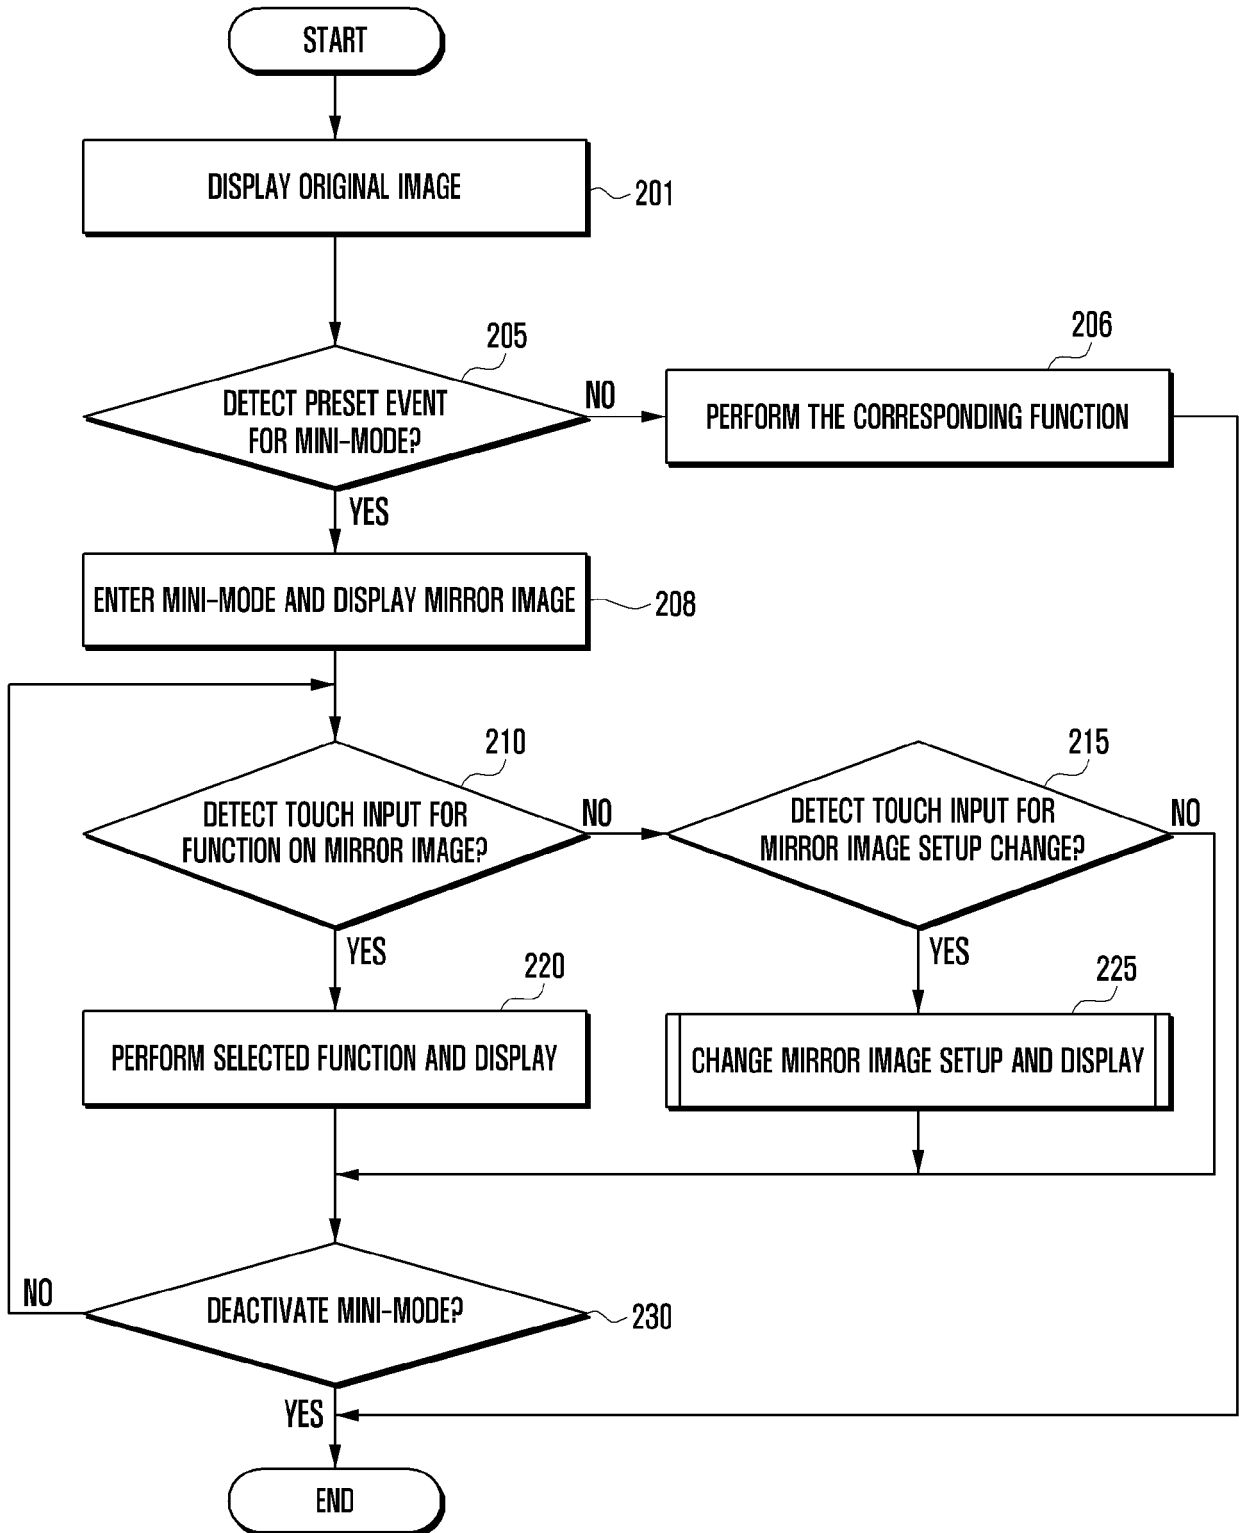 START
DISPLAY ORIGINAL IMAGE
201
205
DETECT PRESET EVENT
FOR MINI-MODE?
NO
206
PERFORM THE CORRESPONDING FUNCTION
YES
ENTER MINI-MODE AND DISPLAY MIRROR IMAGE
208
210
DETECT TOUCH INPUT FOR
FUNCTION ON MIRROR IMAGE?
NO
215
DETECT TOUCH INPUT FOR
MIRROR IMAGE SETUP CHANGE?
NO
YES
YES
220
PERFORM SELECTED FUNCTION AND DISPLAY
225
CHANGE MIRROR IMAGE SETUP AND DISPLAY
NO
DEACTIVATE MINI-MODE?
230
YES
END